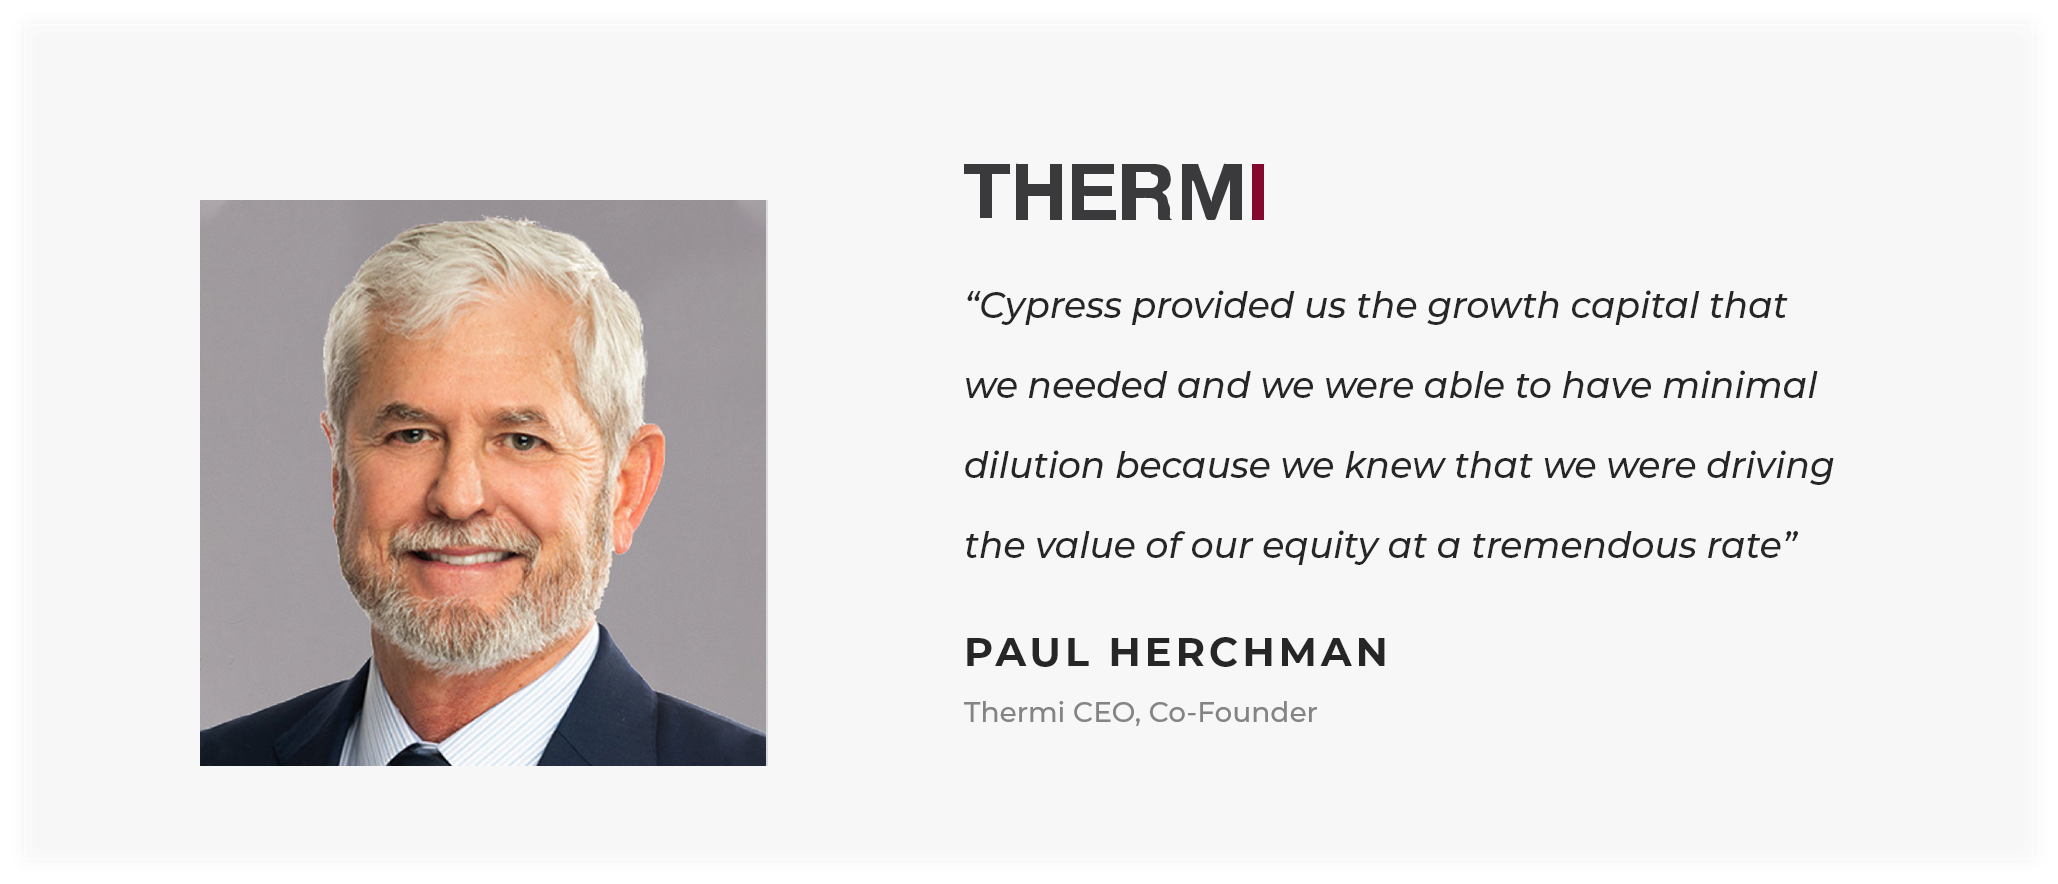 THERMI
“Cypress provided us the growth capital that
we needed and we were able to have minimal
dilution because we knew that we were driving
the value of our equity at a tremendous rate”
PAUL HERCHMAN
Thermi CEO, Co-Founder